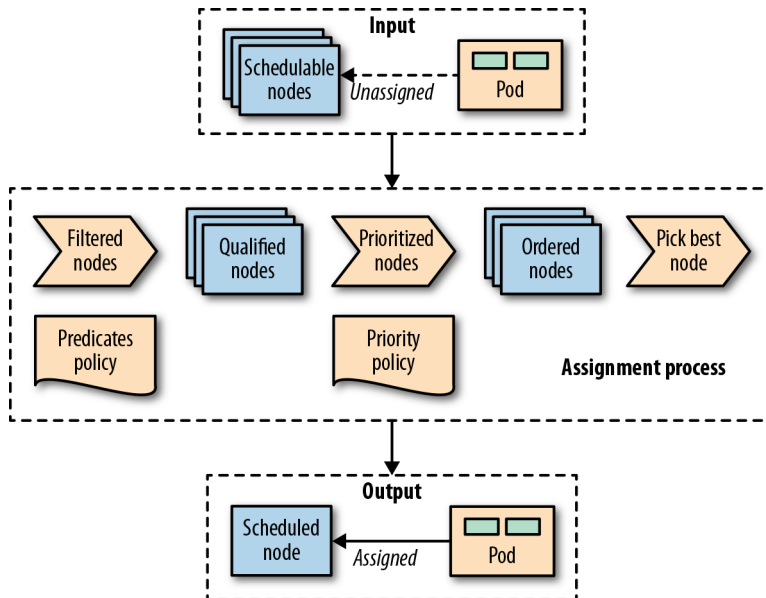 Input
Schedulable
nodes
Unassigned
Pod
Filtered
nodes
Qualified
nodes
Prioritized
nodes
Ordered
nodes
Pick best
node
Predicates
policy
Priority
policy
Assignment process
Output
Scheduled
node
Assigned
Pod